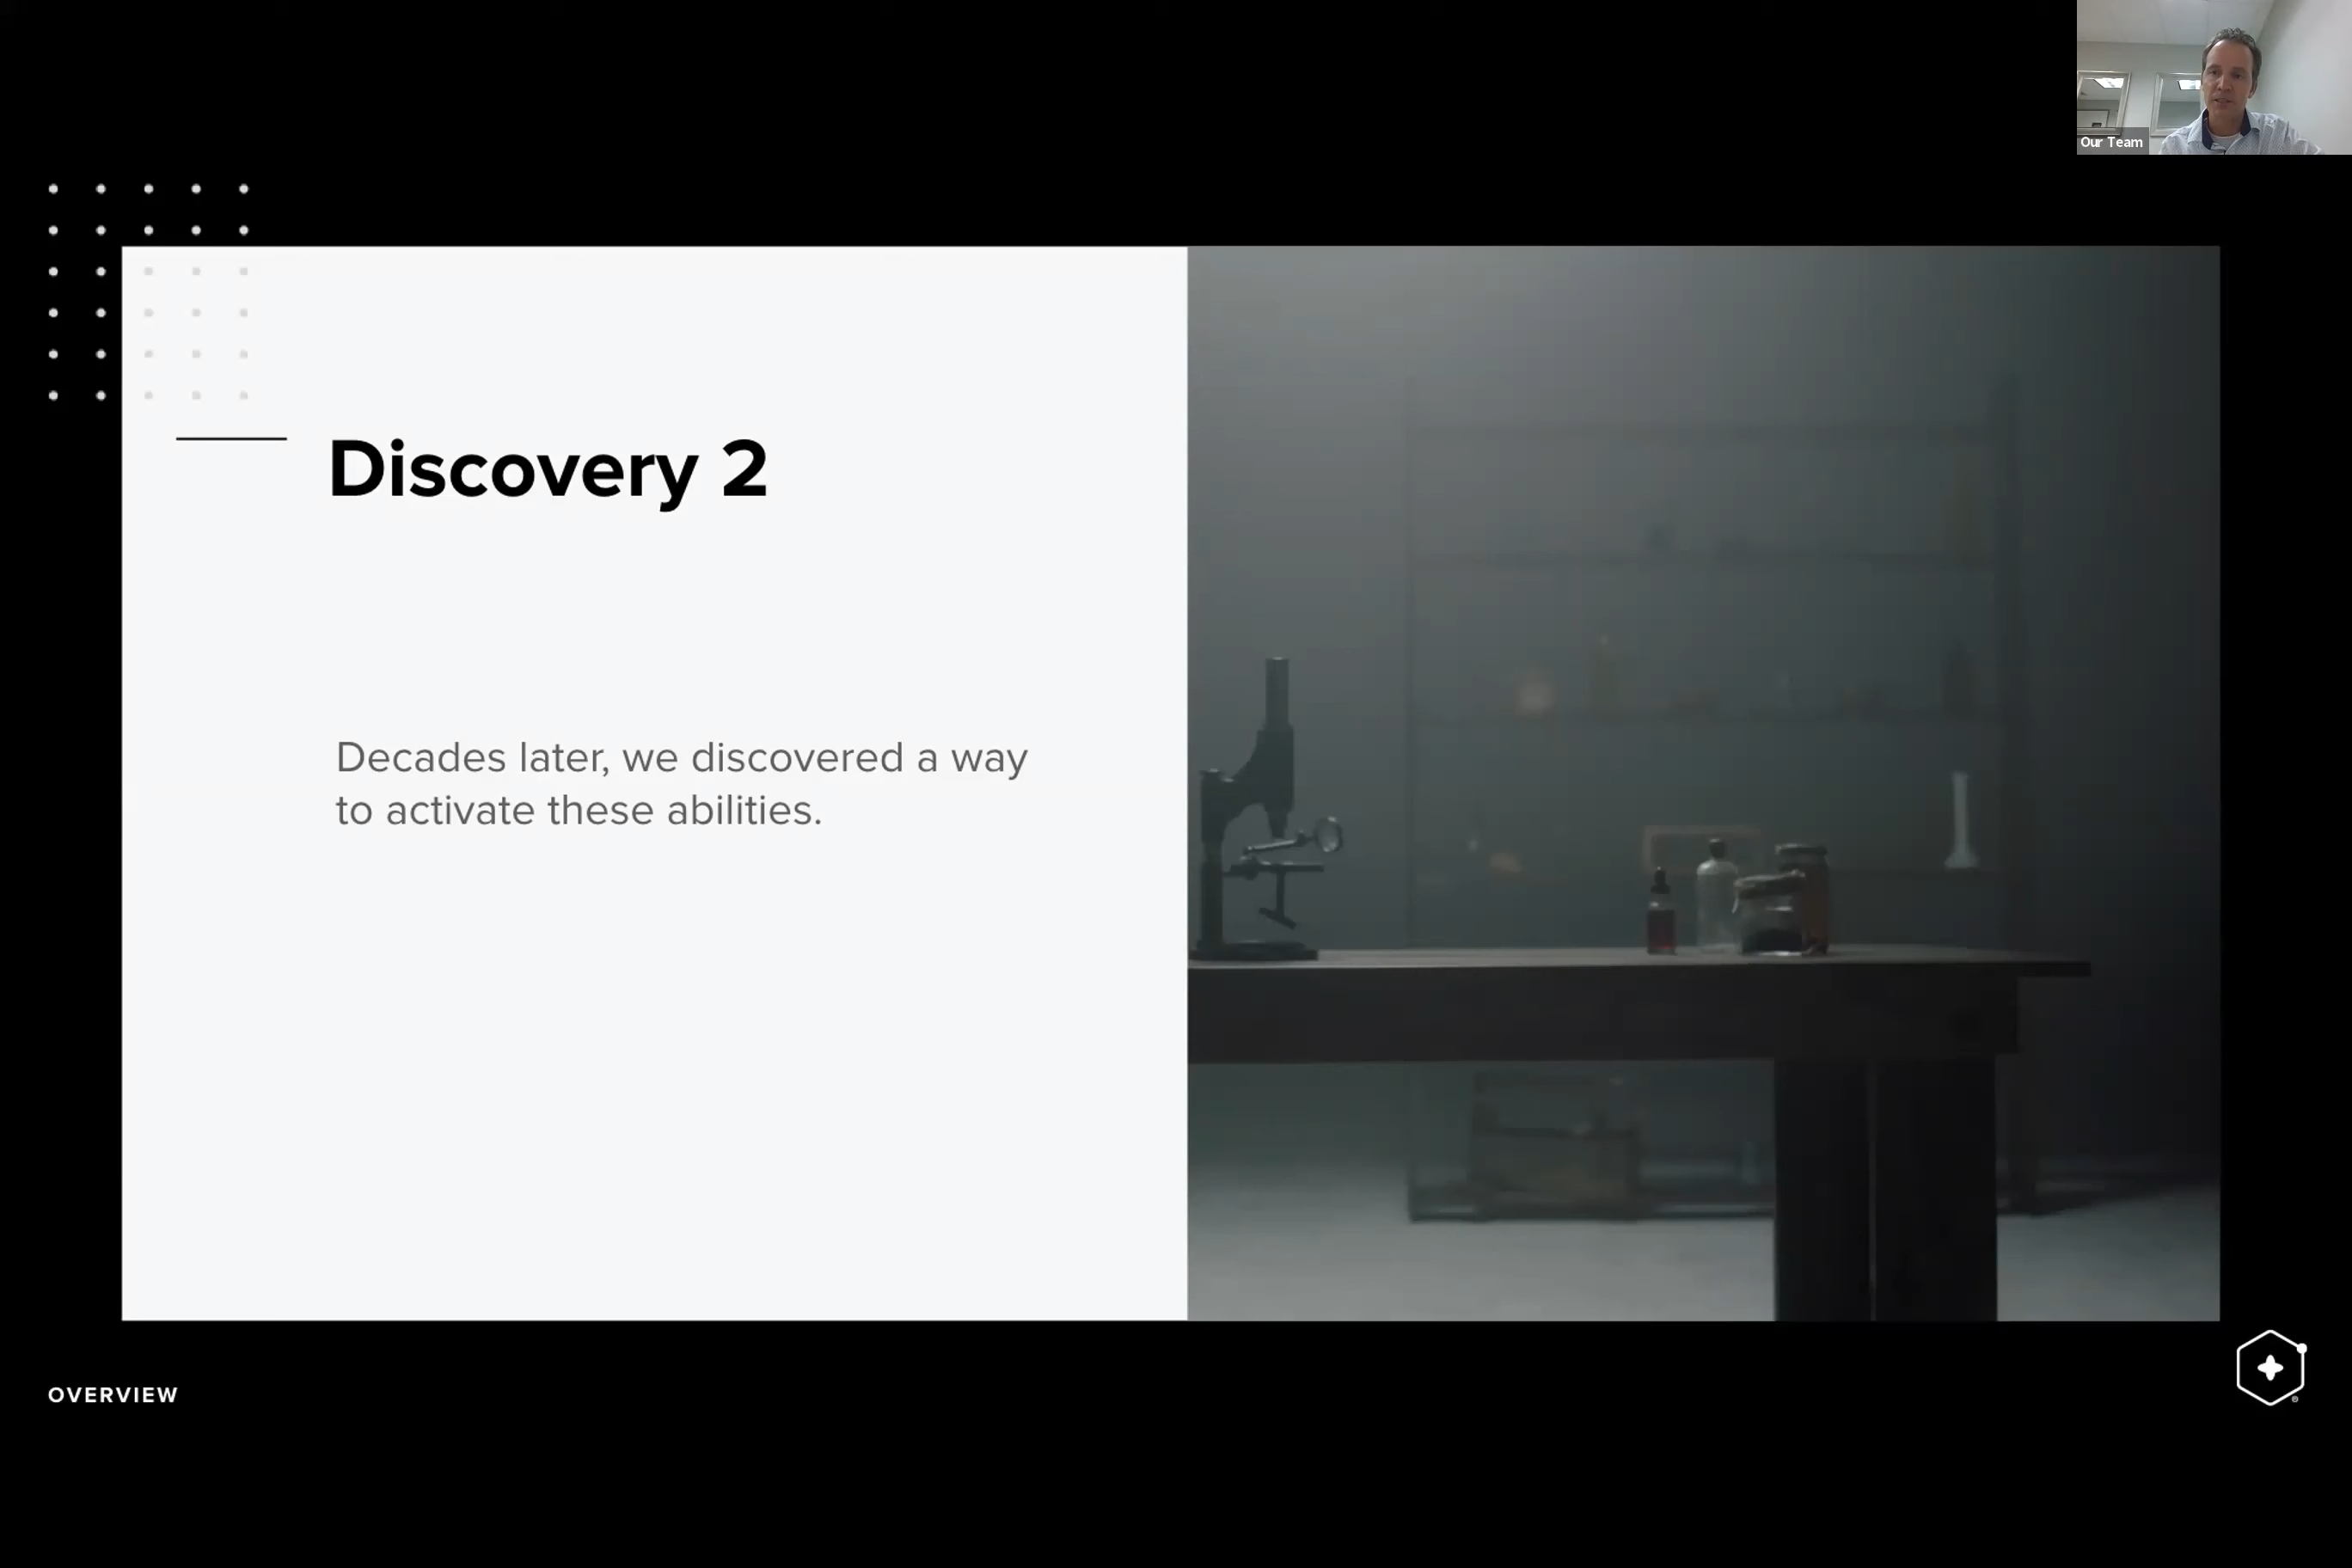 Our Team
Discovery 2
Decades later, we discovered a way
to activate these abilities.
OVERVIEW